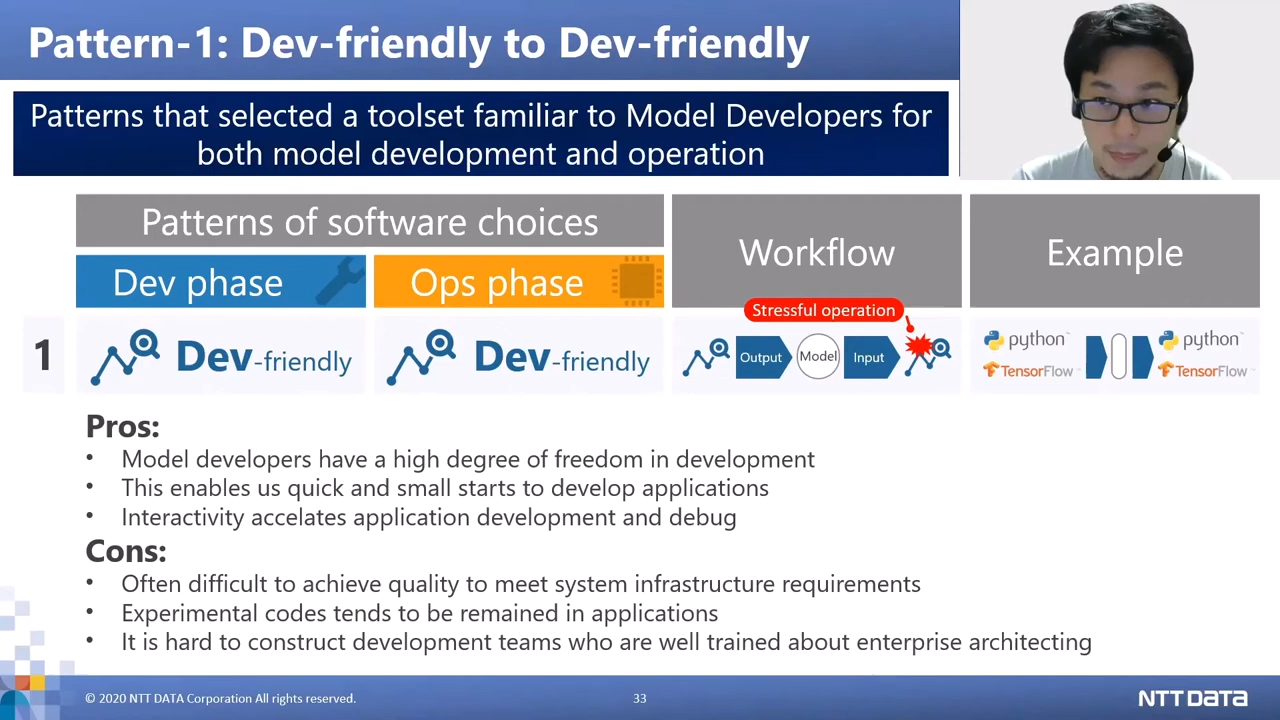 Pattern-1: Dev-friendly to Dev-friendly
Patterns that selected a toolset familiar to Model Developers for
both model development and operation
Patterns of software choices
Workflow
Example
Dev phase
Ops phase
Stressful operation
1
Dev-friendly
Dev-friendly
Output
Model
Input
python™
TensorFlow™
python™
TensorFlow™
Pros:
• Model developers have a high degree of freedom in development
• This enables us quick and small starts to develop applications
• Interactivity accelates application development and debug
Cons:
• Often difficult to achieve quality to meet system infrastructure requirements
• Experimental codes tends to be remained in applications
• It is hard to construct development teams who are well trained about enterprise architecting
© 2020 NTT DATA Corporation All rights reserved.
33
NTT DATA